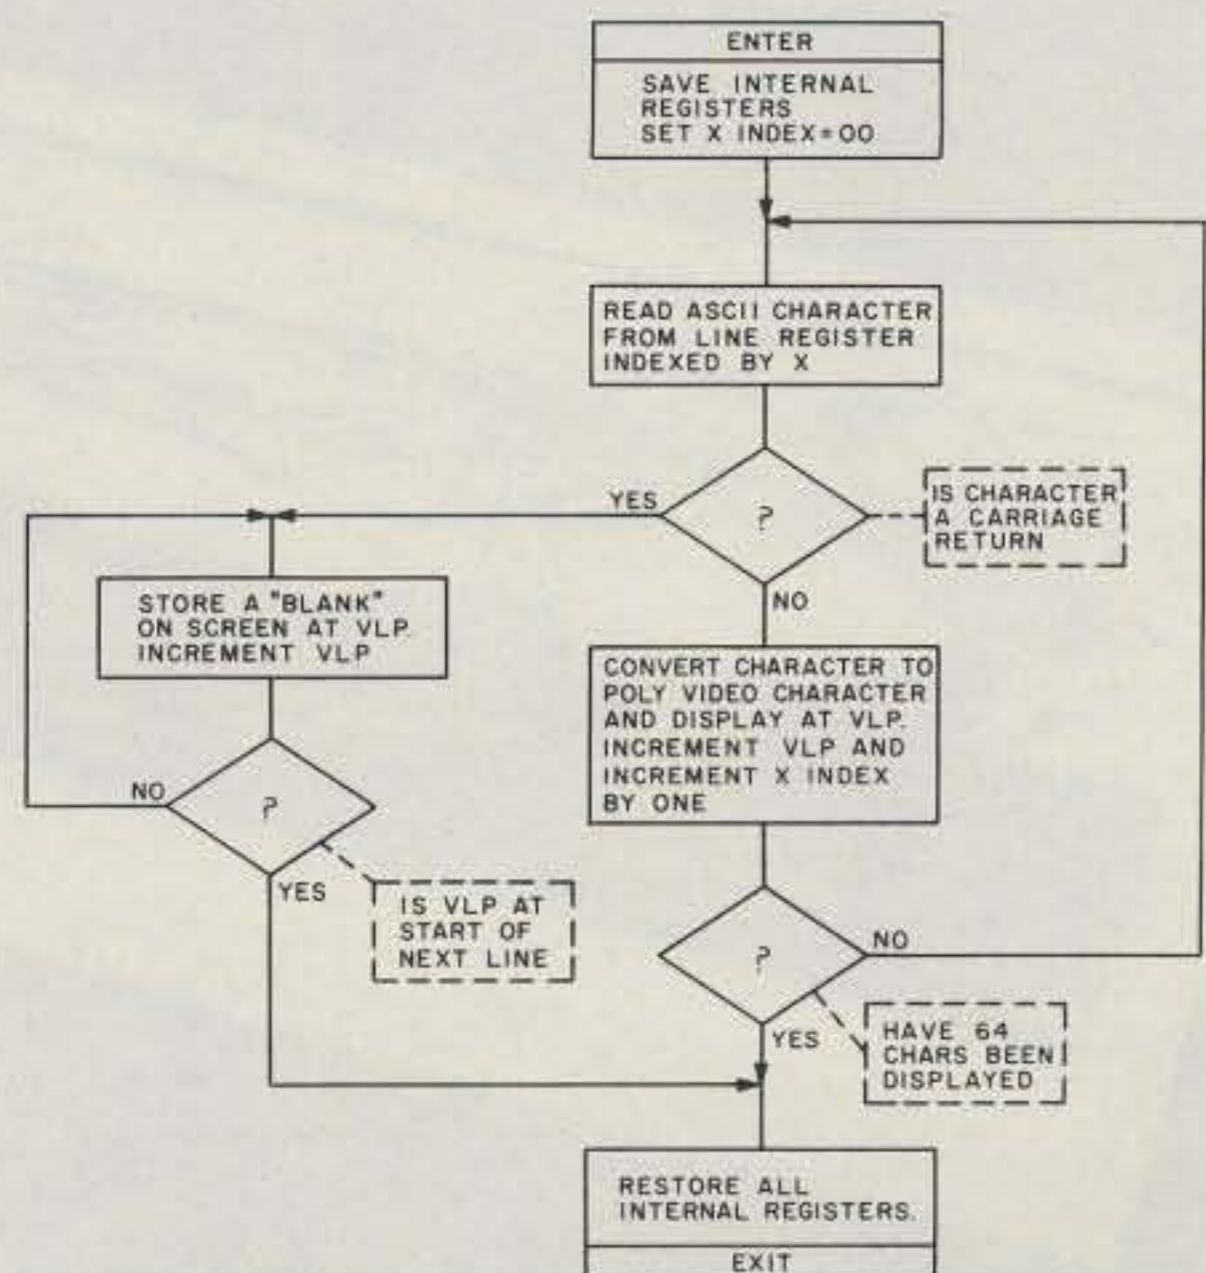 ENTER
SAVE INTERNAL
REGISTERS
SET X INDEX=00
READ ASCII CHARACTER
FROM LINE REGISTER
INDEXED BY X
YES
?
IS CHARACTER
A CARRIAGE
RETURN
NO
STORE A "BLANK"
ON SCREEN AT VLP.
INCREMENT VLP
CONVERT CHARACTER TO
POLY VIDEO CHARACTER
AND DISPLAY AT VLP.
INCREMENT VLP AND
INCREMENT X INDEX
BY ONE
NO
?
YES
IS VLP AT
START OF
NEXT LINE
?
NO
YES
HAVE 64
CHARS BEEN
DISPLAYED
RESTORE ALL
INTERNAL REGISTERS.
EXIT